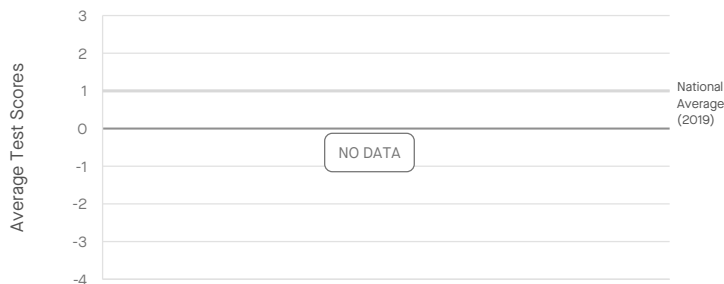 3
2
1
0
-1
-2
-3
-4
Average Test Scores
National
Average
(2019)
NO DATA